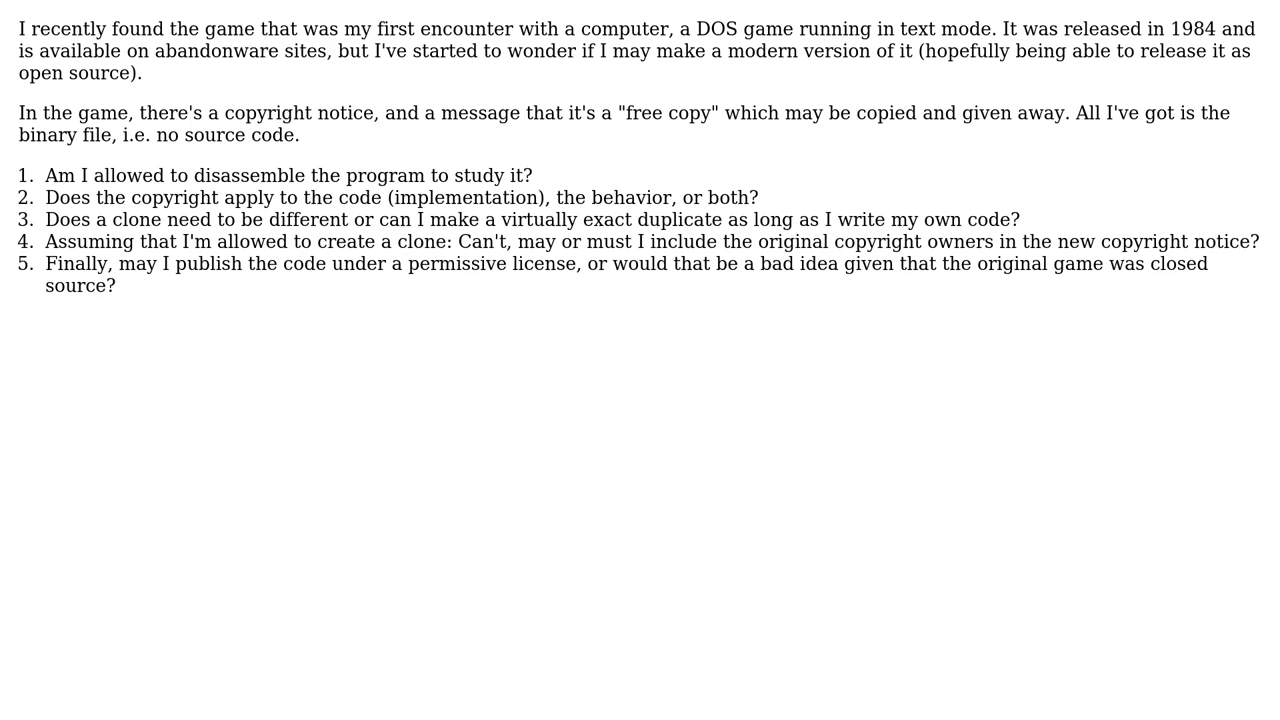 I recently found the game that was my first encounter with a computer, a DOS game running in text mode. It was released in 1984 and
is available on abandonware sites, but I've started to wonder if I may make a modern version of it (hopefully being able to release it as
open source).
In the game, there's a copyright notice, and a message that it's a "free copy" which may be copied and given away. All I've got is the
binary file, i.e. no source code.
1. Am I allowed to disassemble the program to study it?
2. Does the copyright apply to the code (implementation), the behavior, or both?
3. Does a clone need to be different or can I make a virtually exact duplicate as long as I write my own code?
4. Assuming that I'm allowed to create a clone: Can't, may or must I include the original copyright owners in the new copyright notice?
5. Finally, may I publish the code under a permissive license, or would that be a bad idea given that the original game was closed
source?